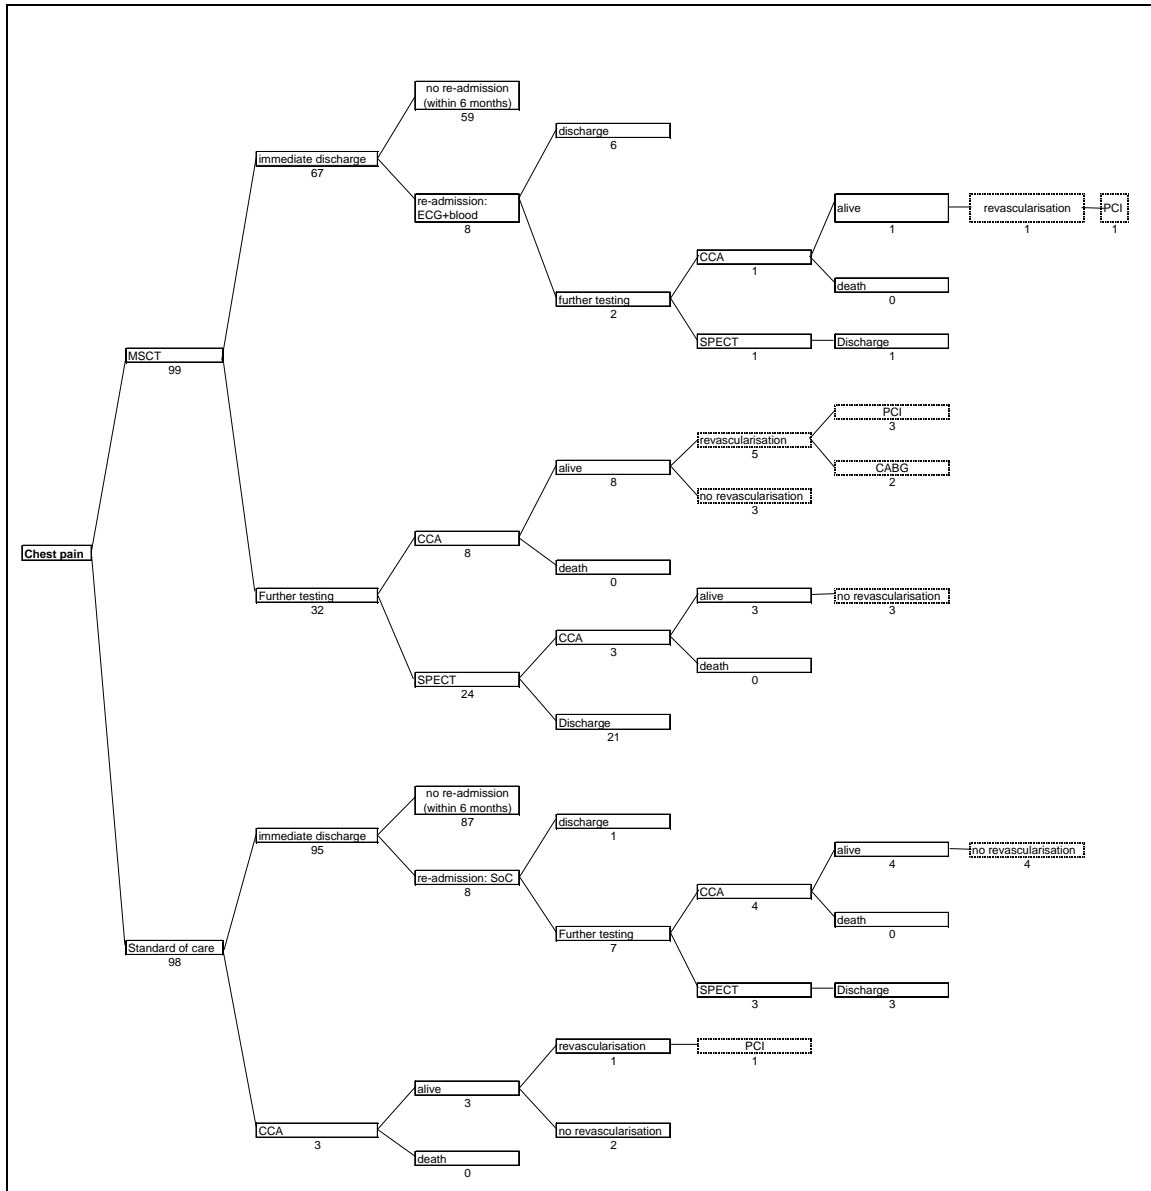 no re-admission
(within 6 months)
59
discharge
6
immediate discharge
67
re-admission:
ECG+blood
8
alive
1
revascularisation
1
PCI
1
CCA
1
death
0
further testing
2
SPECT
1
Discharge
1
MSCT
99
PCI
3
revascularisation
5
CABG
2
alive
8
no revascularisation
3
CCA
8
death
0
Chest pain
Further testing
32
alive
3
no revascularisation
3
CCA
3
death
0
SPECT
24
Discharge
21
no re-admission
(within 6 months)
87
discharge
1
immediate discharge
95
alive
4
no revascularisation
4
re-admission: SoC
8
CCA
4
death
0
Further testing
7
Standard of care
98
SPECT
3
Discharge
3
revascularisation
1
PCI
1
alive
3
CCA
3
no revascularisation
2
death
0